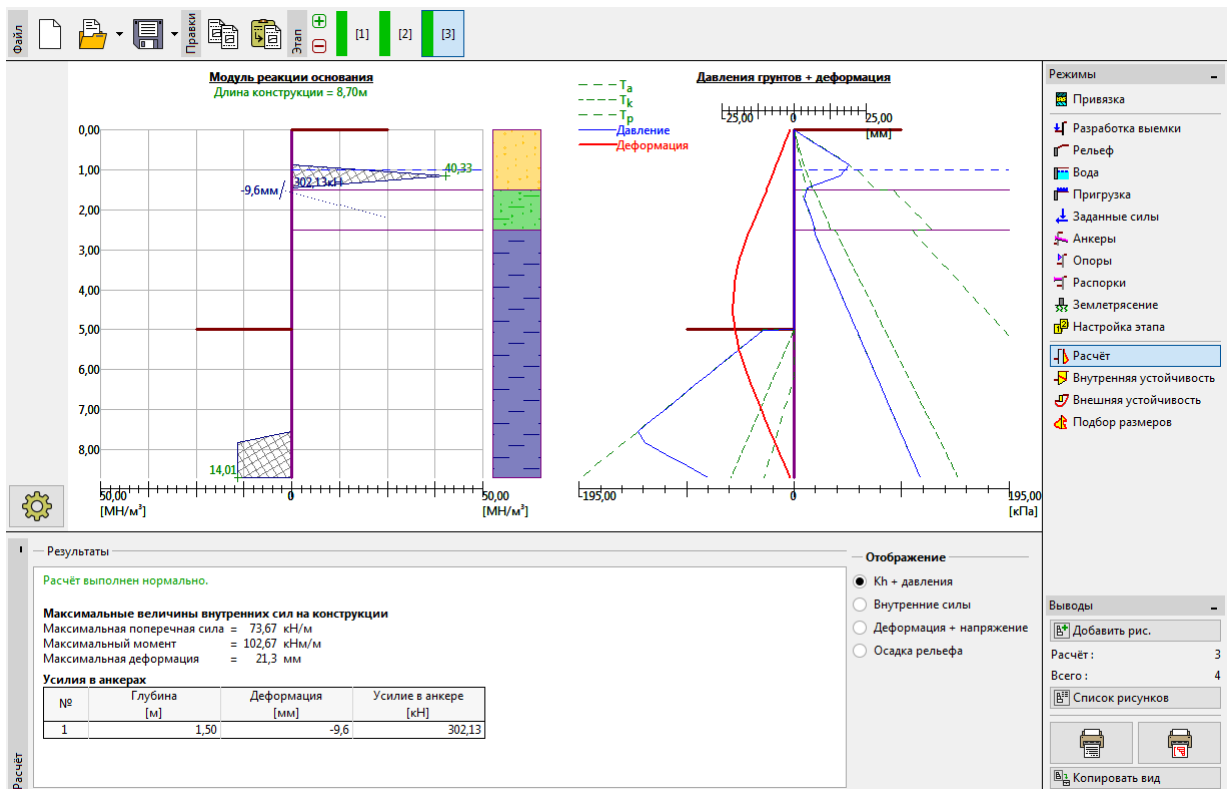 Файл
Правки
Этап
[1]
[2]
[3]
Модуль реакции основания
Длина конструкции = 8,70м
0,00
1,00
2,00
3,00
4,00
5,00
6,00
7,00
8,00
40,33
302,13кН
-9,6мм
14,01
50,00
0
50,00
[МН/м³]
[МН/м³]
Давления грунтов + деформация
Ta
Tk
Tp
Давление
Деформация
-25,00
0
25,00
[мм]
-195,00
0
195,00
[кПа]
Режимы
Привязка
Разработка выемки
Рельеф
Вода
Пригрузка
Заданные силы
Анкеры
Опоры
Распорки
Землетрясение
Настройка этапа
Расчёт
Внутренняя устойчивость
Внешняя устойчивость
Подбор размеров
Расчёт
Результаты
Расчёт выполнен нормально.
Максимальные величины внутренних сил на конструкции
Максимальная поперечная сила = 73,67 кН/м
Максимальный момент = 102,67 кНм/м
Максимальная деформация = 21,3 мм
Усилия в анкерах
№ Глубина Деформация Усилие в анкере
[м] [мм] [кН]
1 1,50 -9,6 302,13
Отображение
Kh + давления
Внутренние силы
Деформация + напряжение
Осадка рельефа
Выводы
Добавить рис.
Расчёт : 3
Всего : 4
Список рисунков
Копировать вид